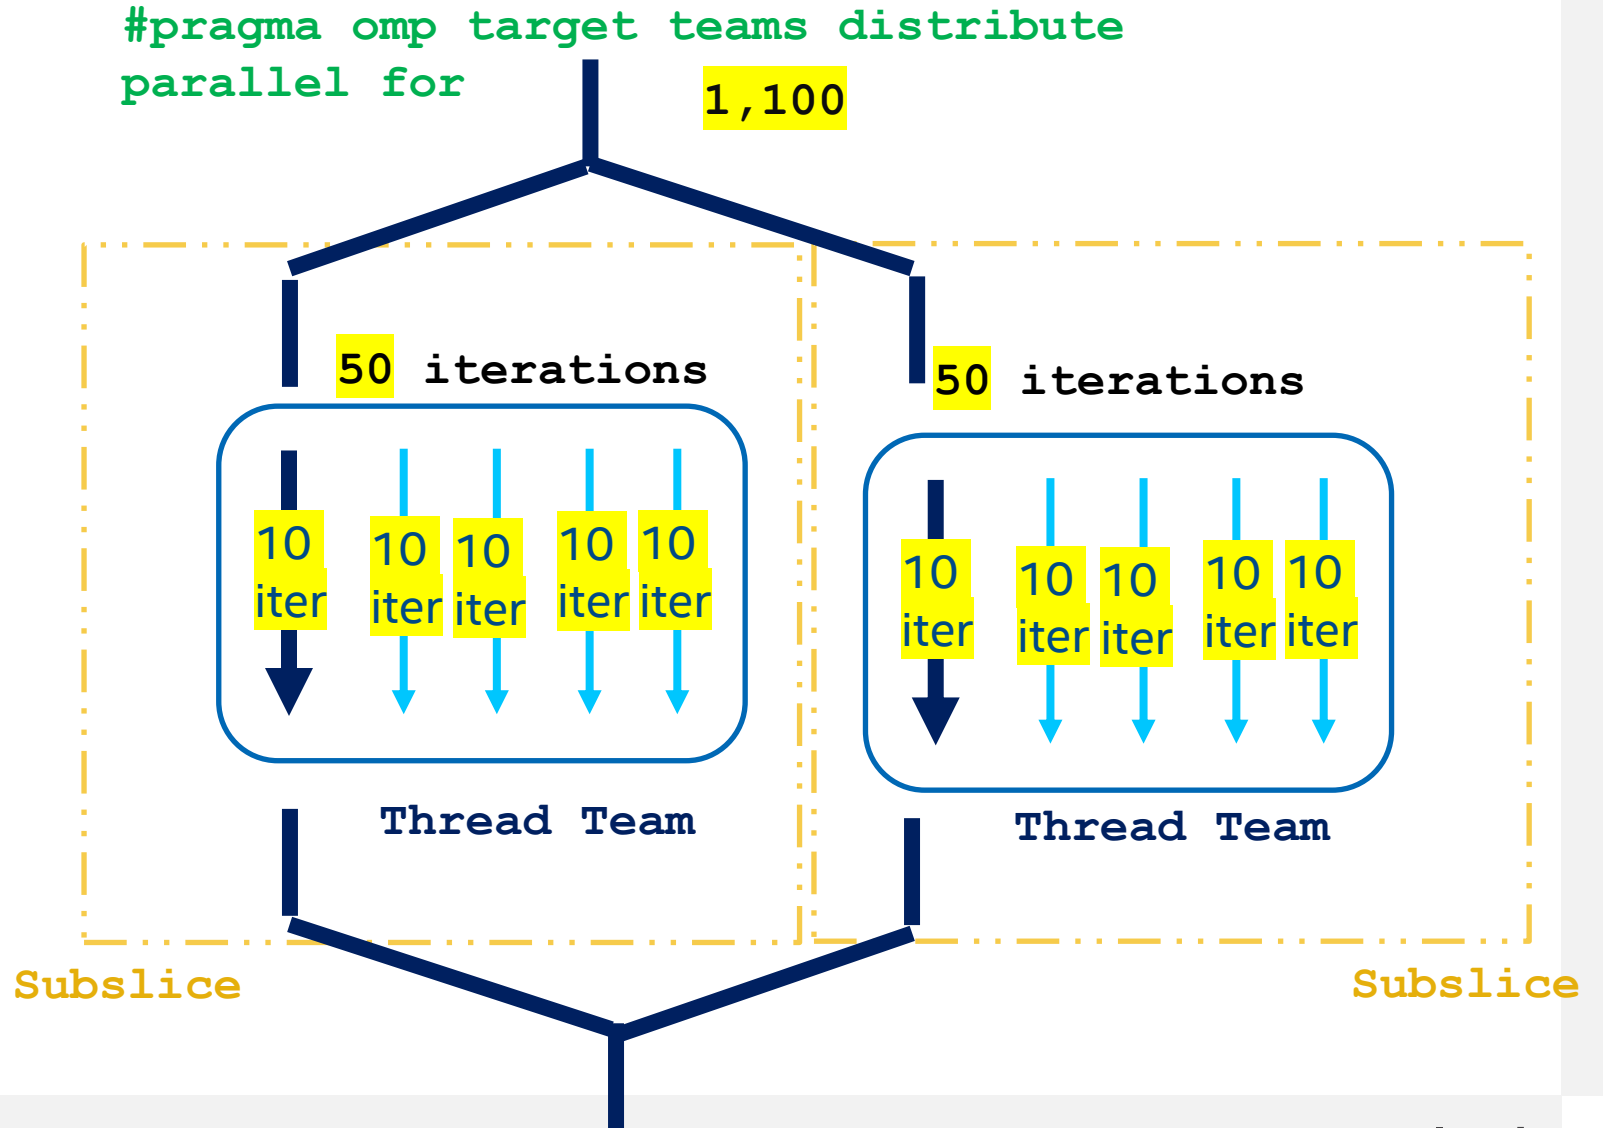 #pragma omp target teams distribute
parallel for
1,100
50 iterations
50 iterations
10 10 10 10 10
iter iter iter iter iter
10 10 10 10 10
iter iter iter iter iter
Thread Team
Thread Team
Subslice
Subslice